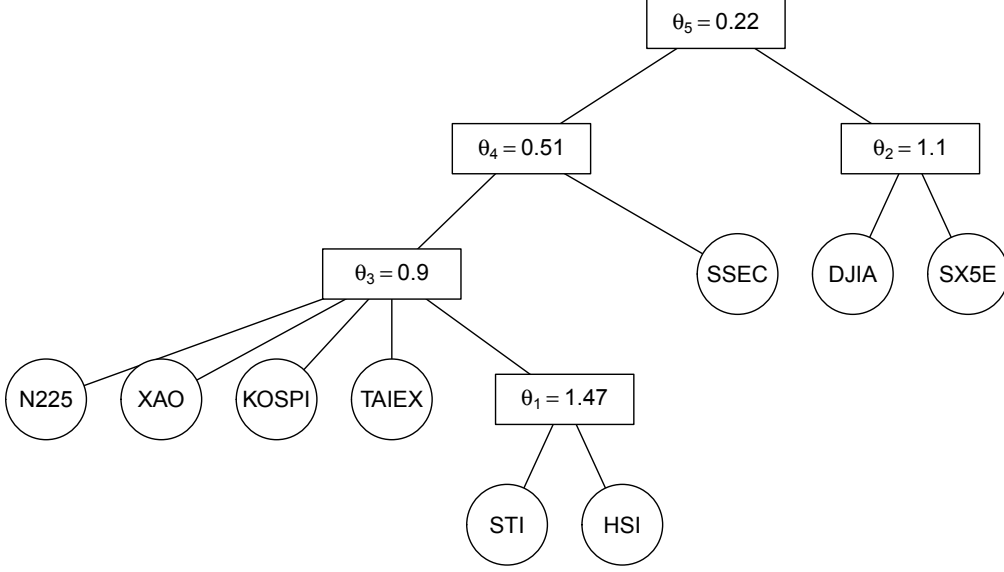 θ₅ = 0.22
θ₄ = 0.51
θ₂ = 1.1
θ₃ = 0.9
SSEC
DJIA
SX5E
N225
XAO
KOSPI
TAIEX
θ₁ = 1.47
STI
HSI